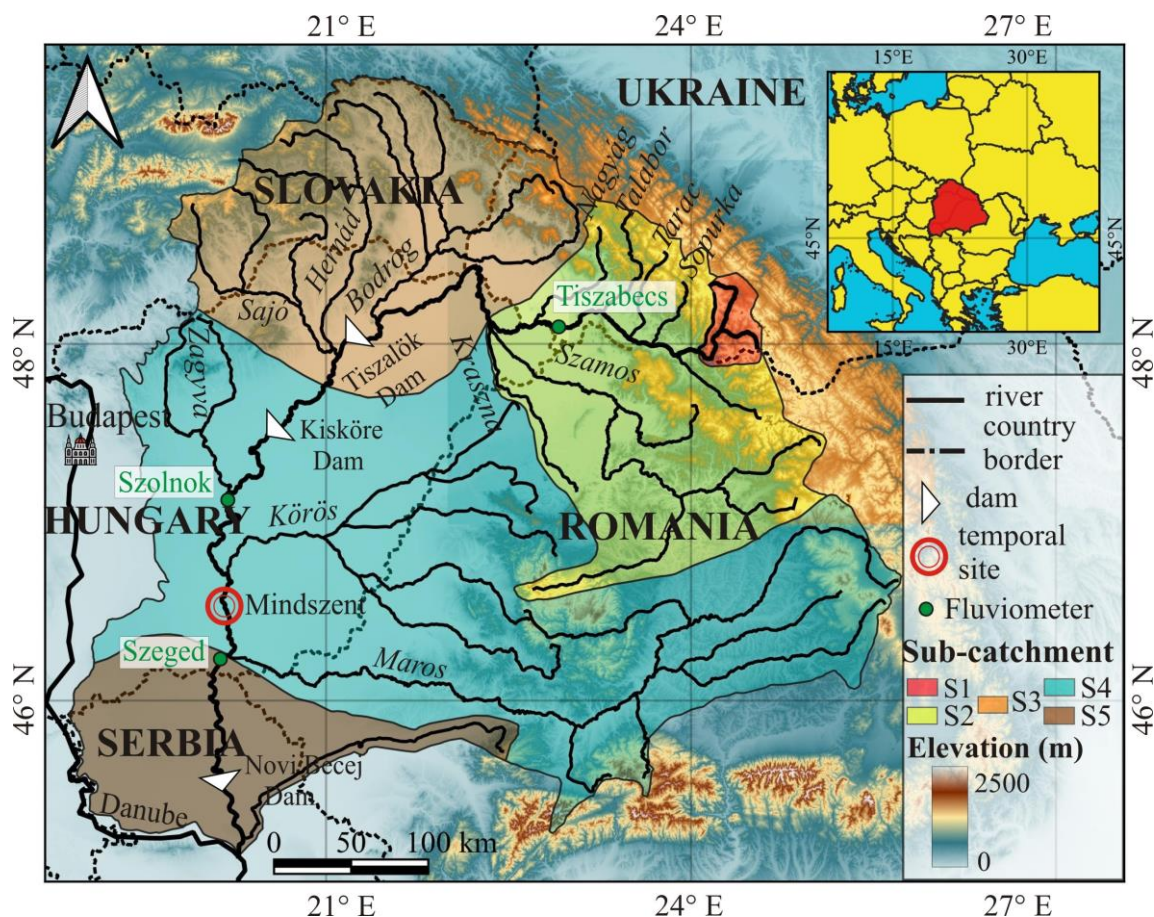 21° E
24° E
27° E
UKRAINE
15°E
30°E
45°N
45°N
15°E
30°E
SLOVAKIA
Nagyág
Talabor
Tarac
Sopurka
Hernád
Bodrog
Sajó
Tiszabecs
48° N
48° N
Zagyva
Tiszalök
Dam
Kraszna
Szamos
Budapest
Kisköre
Dam
Szolnok
HUNGARY
Körös
ROMANIA
Mindszent
Szeged
Maros
46° N
46° N
SERBIA
Novi Becej
Dam
Danube
0
50
100 km
river
country
border
dam
temporal
site
Fluviometer
Sub-catchment
S1
S2
S3
S4
S5
Elevation (m)
2500
0
21° E
24° E
27° E